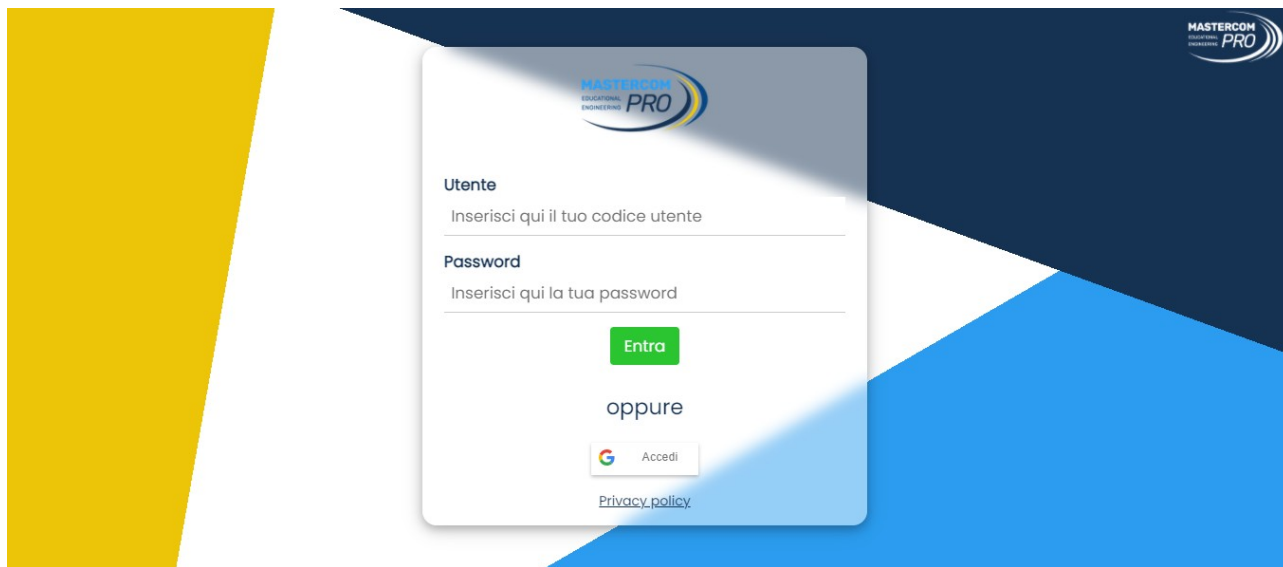 MASTERCOM
EDUCATIONAL
ENGINEERING PRO
MASTERCOM
EDUCATIONAL
ENGINEERING PRO
Utente
Inserisci qui il tuo codice utente
Password
Inserisci qui la tua password
Entra
oppure
Accedi
Privacy policy